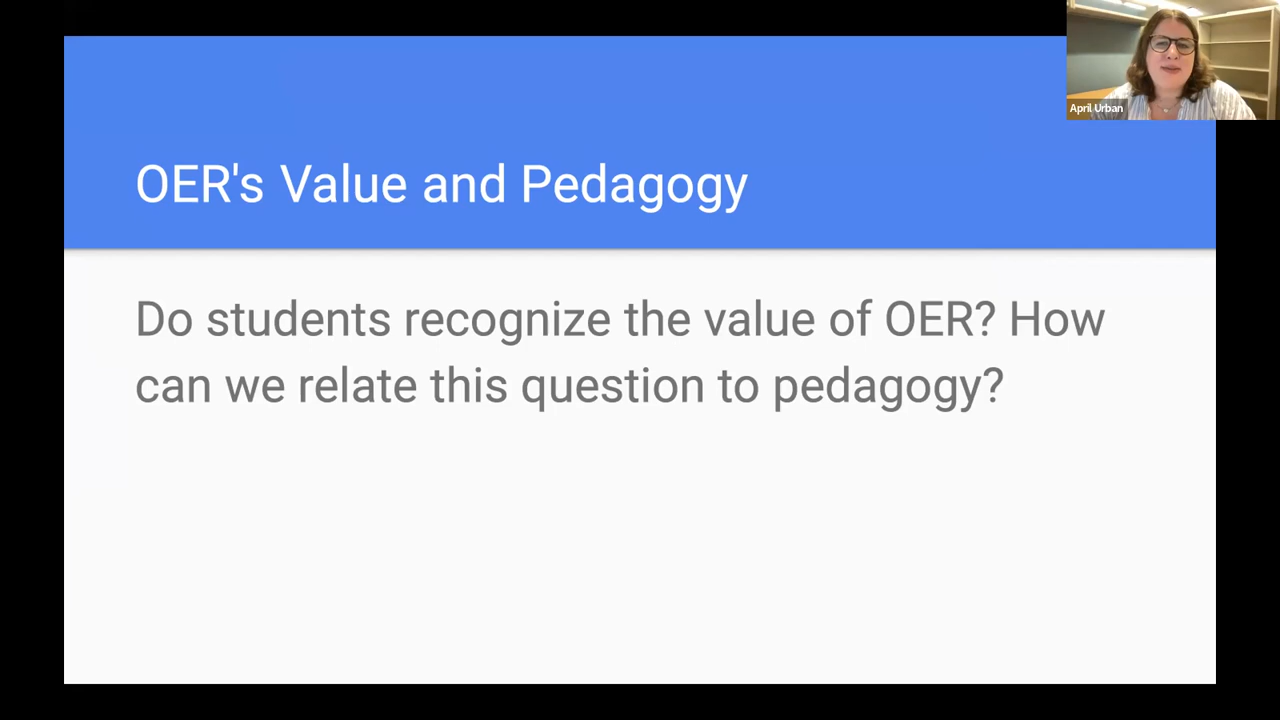 April Urban
OER's Value and Pedagogy
Do students recognize the value of OER? How
can we relate this question to pedagogy?